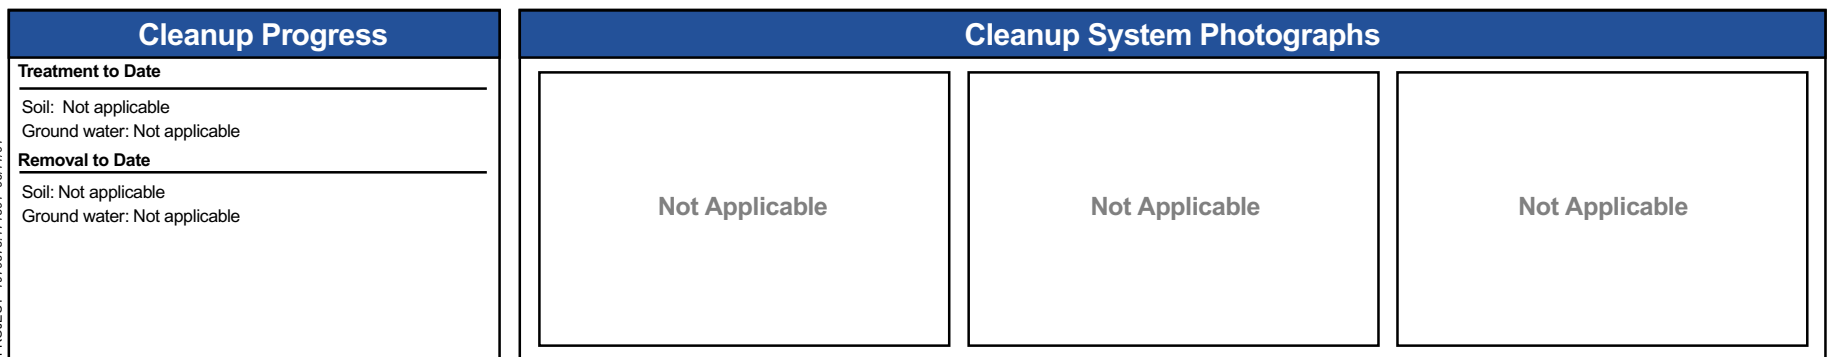 Cleanup Progress
Treatment to Date
Soil: Not applicable
Ground water: Not applicable
Removal to Date
Soil: Not applicable
Ground water: Not applicable
Cleanup System Photographs
Not Applicable
Not Applicable
Not Applicable